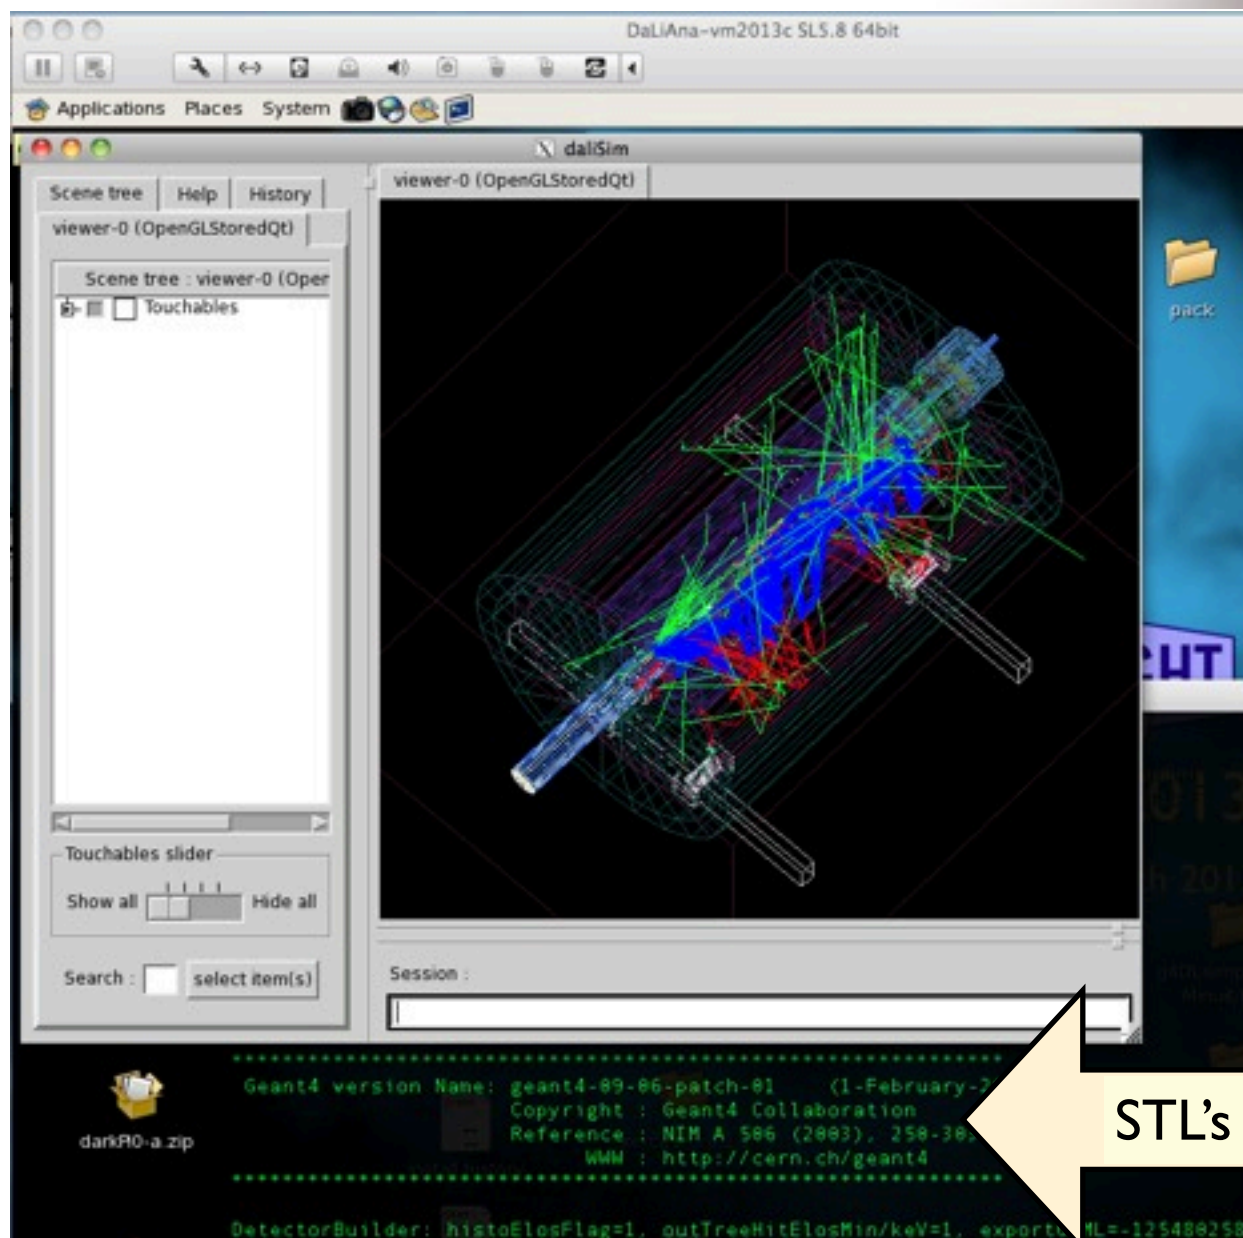 DaLiAna-vm2013c SL5.8 64bit
Applications Places System
daliSim
Scene tree Help History
viewer-0 (OpenGLStoredQt)
viewer-0 (OpenGLStoredQt)
Scene tree : viewer-0 (Oper
Touchables
pack
GHT
Touchables slider
Show all Hide all
Search : select item(s)
Session :
darkPI0-a.zip
****************************************************
Geant4 version Name: geant4-09-06-patch-01 (1-February-2
Copyright : Geant4 Collaboration
Reference : NIM A 506 (2003), 250-303
WWW : http://cern.ch/geant4
****************************************************
STL's
DetectorBuilder: histoElosFlag=1, outTreeHitElosMin/keV=1,